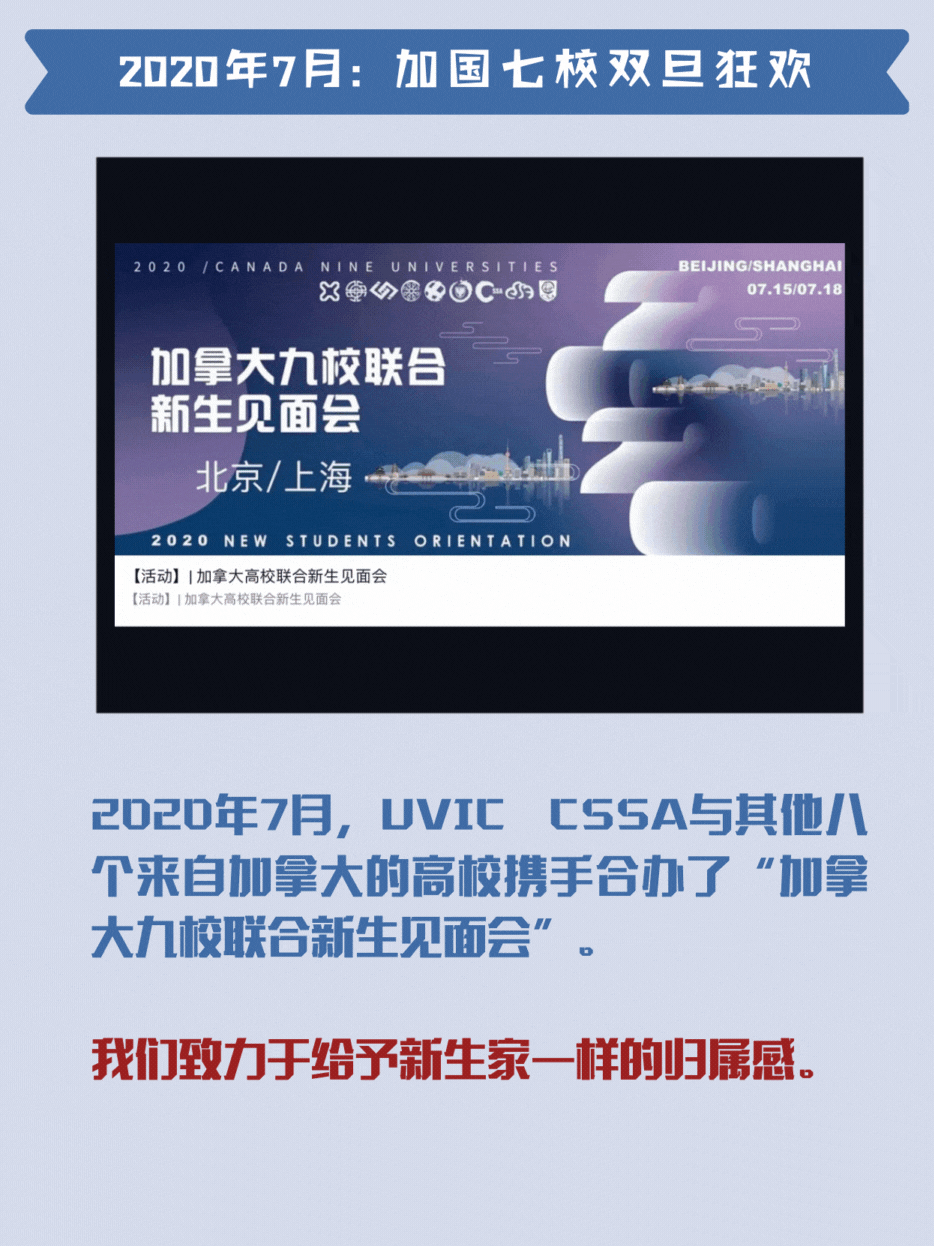 2020年7月：加国七校双旦狂欢
2020 /CANADA NINE UNIVERSITIES
BEIJING/SHANGHAI
07.15/07.18
加拿大九校联合
新生见面会
北京/上海
2020 NEW STUDENTS ORIENTATION
【活动】| 加拿大高校联合新生见面会
【活动】| 加拿大高校联合新生见面会
2020年7月，UVIC CSSA与其他八
个来自加拿大的高校携手合办了“加拿
大九校联合新生见面会”。
我们致力于给予新生家一样的归属感。